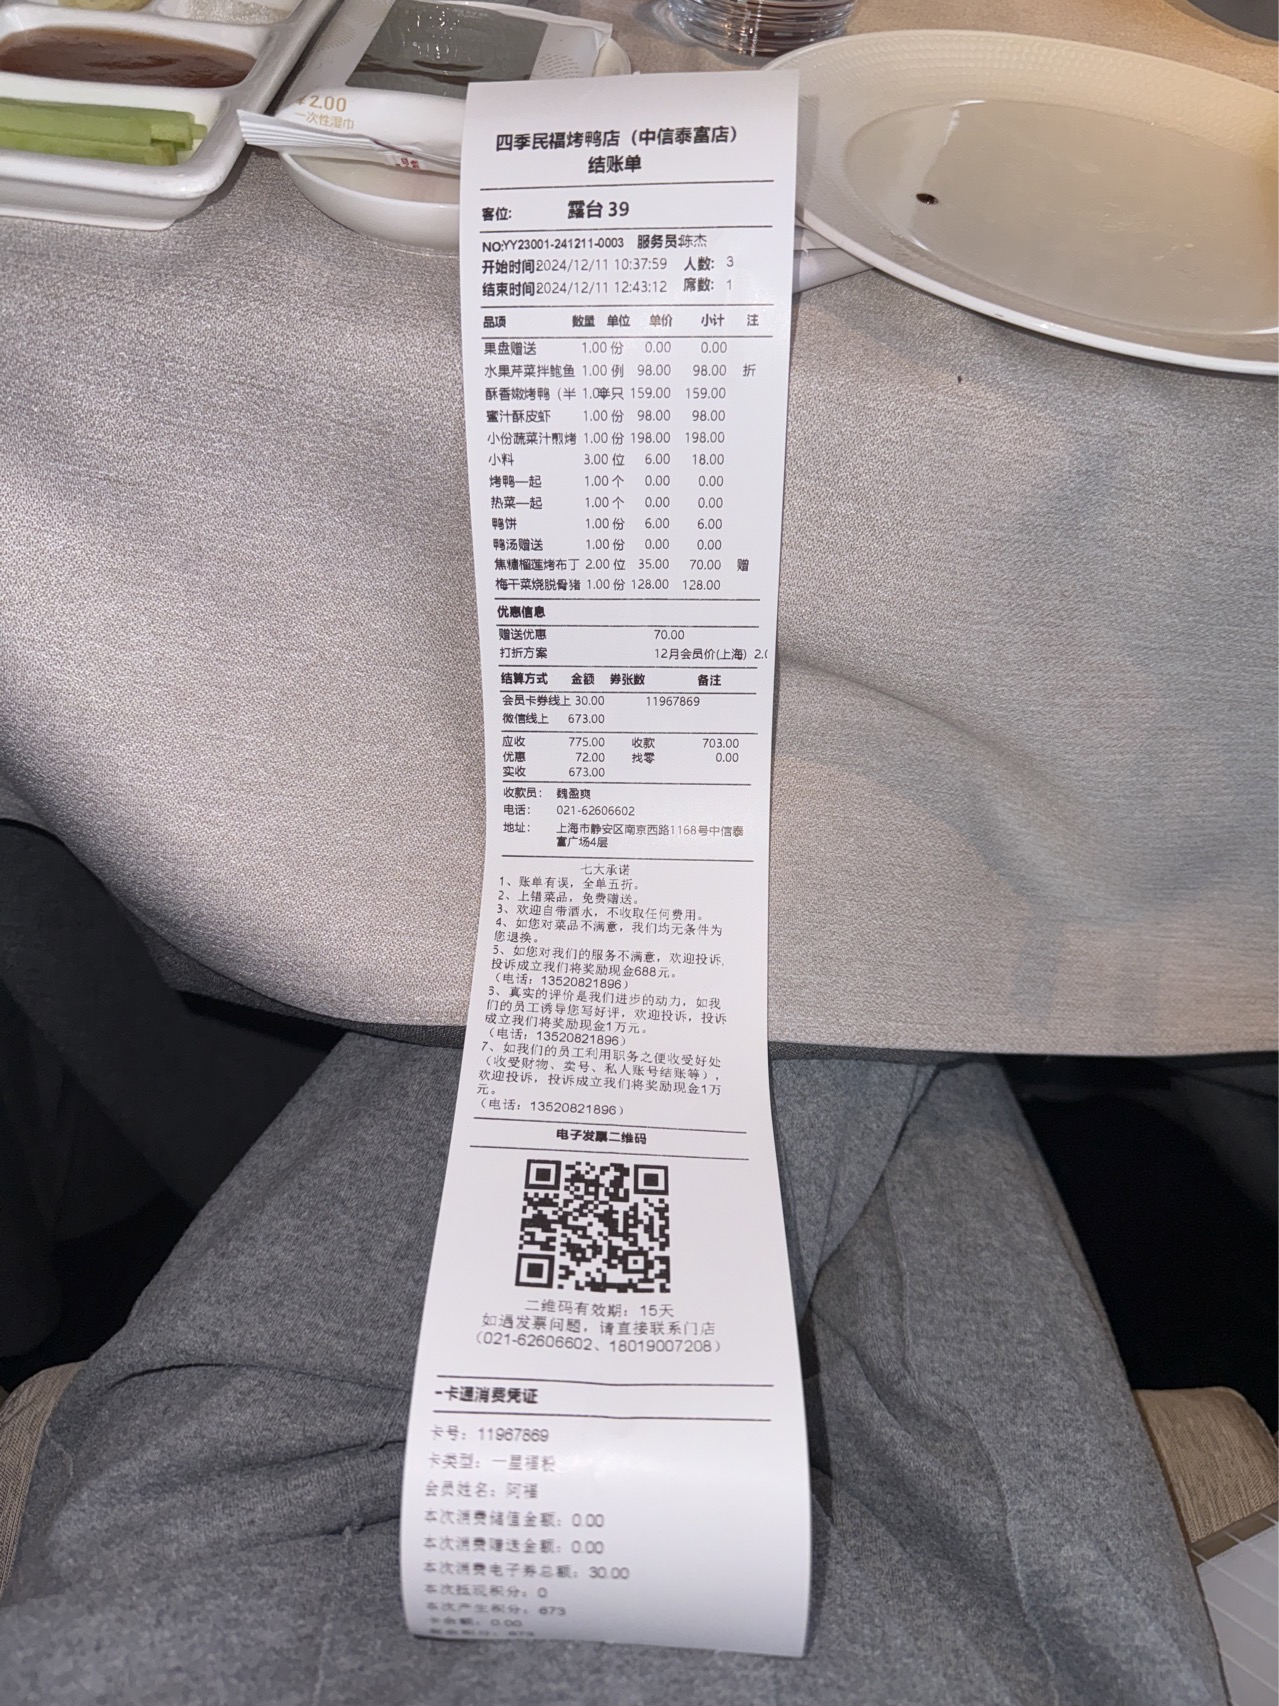 ¥2.00
一次性湿巾
四季民福烤鸭店（中信泰富店）
结账单
客位: 露台 39
NO:YY23001-241211-0003 服务员:陈杰
开始时间:2024/12/11 10:37:59 人数: 3
结束时间:2024/12/11 12:43:12 席数: 1
品项 数量 单位 单价 小计 注
果盘赠送 1.00 份 0.00 0.00
水果芹菜拌鲍鱼 1.00 例 98.00 98.00 折
酥香嫩烤鸭（半 1.00 半只 159.00 159.00
蜜汁酥皮虾 1.00 份 98.00 98.00
小份蔬菜汁煎烤 1.00 份 198.00 198.00
小料 3.00 位 6.00 18.00
烤鸭一起 1.00 个 0.00 0.00
热菜一起 1.00 个 0.00 0.00
鸭饼 1.00 份 6.00 6.00
鸭汤赠送 1.00 份 0.00 0.00
焦糖榴莲烤布丁 2.00 位 35.00 70.00 赠
梅干菜烧脱骨猪 1.00 份 128.00 128.00
优惠信息
赠送优惠 70.00
打折方案 12月会员价(上海) 2.0
结算方式 金额 券张数 备注
会员卡券线上 30.00 11967869
微信线上 673.00
应收 775.00 收款 703.00
优惠 72.00 找零 0.00
实收 673.00
收款员: 魏盈爽
电话: 021-62606602
地址: 上海市静安区南京西路1168号中信泰
富广场4层
七大承诺
1、账单有误，全单五折。
2、上错菜品，免费赠送。
3、欢迎自带酒水，不收取任何费用。
4、如您对菜品不满意，我们均无条件为
您退换。
5、如您对我们的服务不满意，欢迎投诉,
投诉成立我们将奖励现金688元。
（电话：13520821896）
6、真实的评价是我们进步的动力，如我
们的员工诱导您写好评，欢迎投诉，投诉
成立我们将奖励现金1万元。
（电话：13520821896）
7、如我们的员工利用职务之便收受好处
（收受财物、卖号、私人账号结账等），
欢迎投诉，投诉成立我们将奖励现金1万
元。
（电话：13520821896）
电子发票二维码
二维码有效期：15天
如遇发票问题，请直接联系门店
（021-62606602、18019007208）
-卡通消费凭证
卡号：11967869
卡类型：一星福粉
会员姓名：阿福
本次消费储值金额：0.00
本次消费赠送金额：0.00
本次消费电子券总额：30.00
本次抵现积分：0
本次产生积分：673
卡余额：0.00